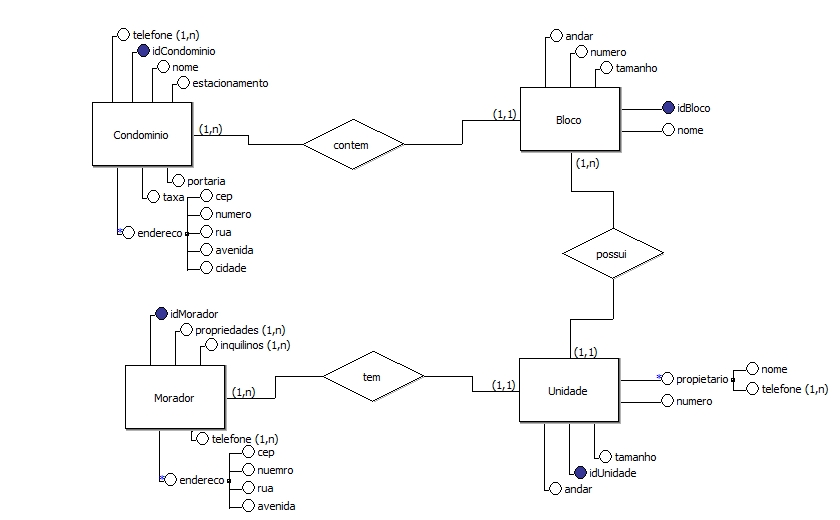 telefone (1,n)
idCondominio
nome
estacionamento
Condominio
(1,n)
portaria
taxa
endereco
cep
numero
rua
avenida
cidade
contem
andar
numero
tamanho
(1,1)
Bloco
idBloco
nome
(1,n)
possui
idMorador
propriedades (1,n)
inquilinos (1,n)
Morador
(1,n)
telefone (1,n)
endereco
cep
nuemro
rua
avenida
tem
(1,1)
(1,1)
Unidade
propietario
nome
telefone (1,n)
numero
tamanho
idUnidade
andar